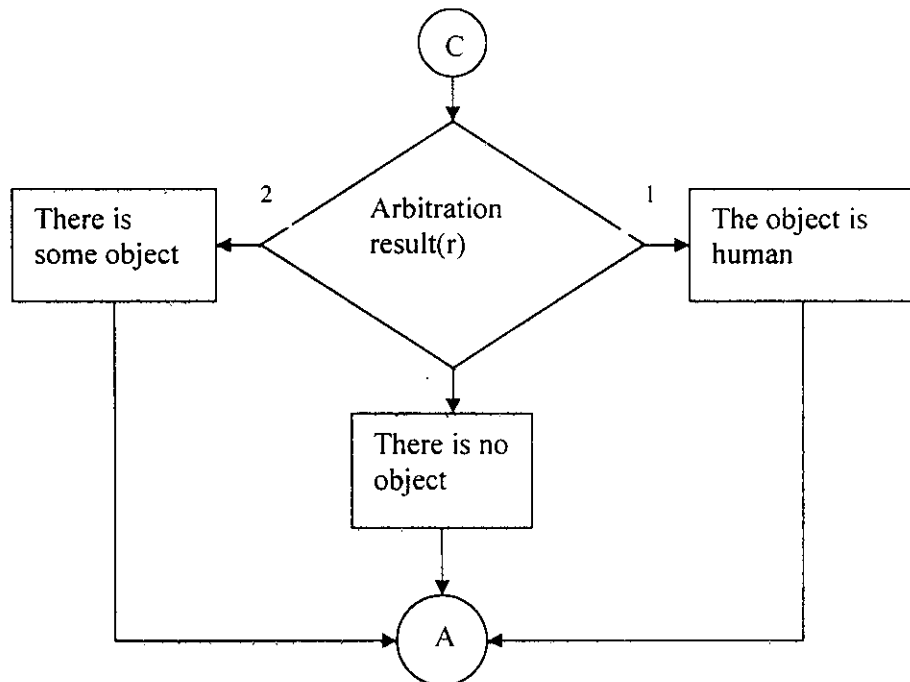 C
2
1
Arbitration
result(r)
There is
some object
The object is
human
There is no
object
A